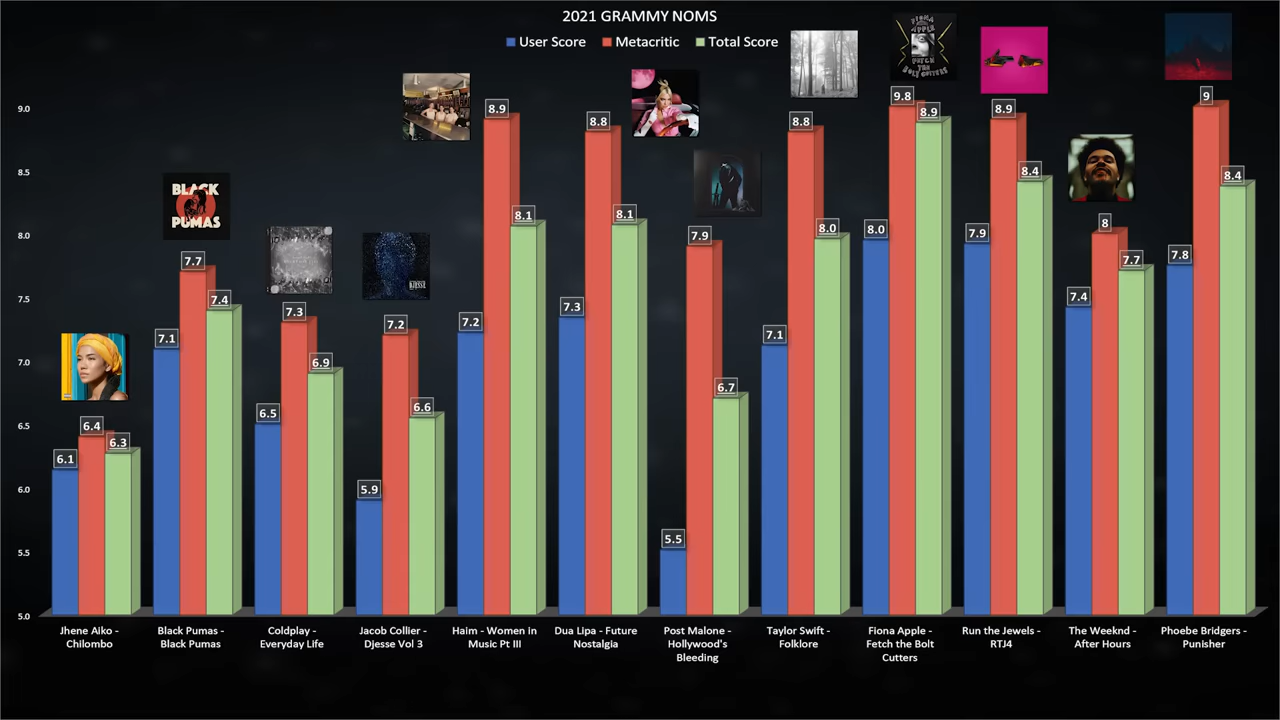 2021 GRAMMY NOMS
User Score Metacritic Total Score
9.0
8.5
8.0
7.5
7.0
6.5
6.0
5.5
5.0
6.1 6.4 6.3
7.1 7.7 7.4
6.5 7.3 6.9
5.9 7.2 6.6
7.2 8.9 8.1
7.3 8.8 8.1
5.5 7.9 6.7
7.1 8.8 8.0
8.0 9.8 8.9
7.9 8.9 8.4
7.4 8 7.7
7.8 9 8.4
BLACK
PUMAS
DJESSE
FIONA
APPLE
FETCH
THE
BOLT CUTTERS
Jhene Aiko -
Chilombo
Black Pumas -
Black Pumas
Coldplay -
Everyday Life
Jacob Collier -
Djesse Vol 3
Haim - Women in
Music Pt III
Dua Lipa - Future
Nostalgia
Post Malone -
Hollywood's
Bleeding
Taylor Swift -
Folklore
Fiona Apple -
Fetch the Bolt
Cutters
Run the Jewels -
RTJ4
The Weeknd -
After Hours
Phoebe Bridgers -
Punisher